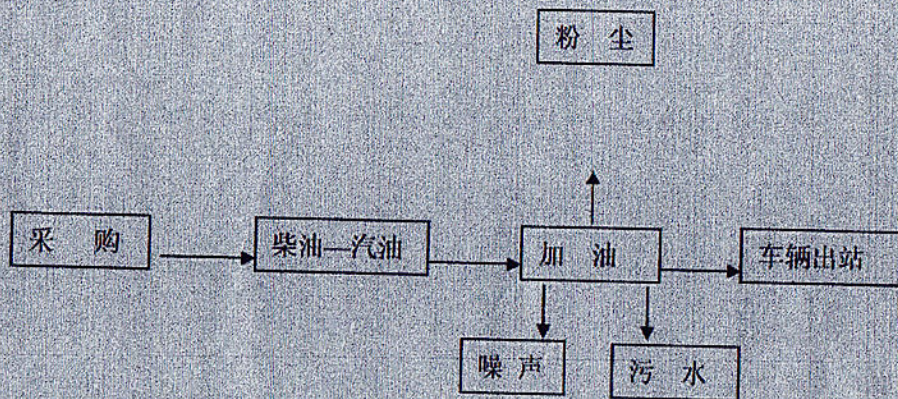 粉 尘
采 购
柴油—汽油
加 油
车辆出站
噪 声
污 水